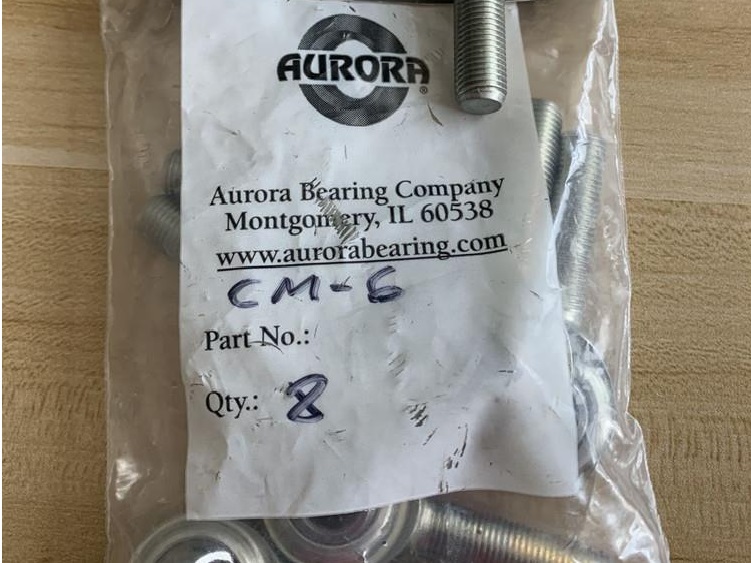 AURORA®
Aurora Bearing Company
Montgomery, IL 60538
www.aurorabearing.com
CM-6
Part No.:
Qty.: 8